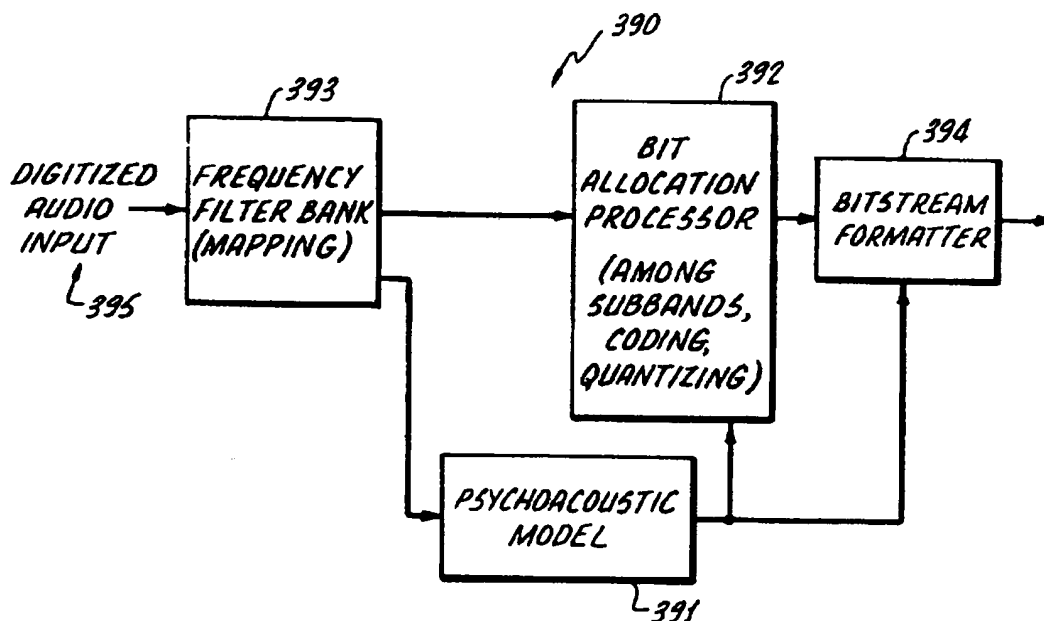 390
393
392
394
DIGITIZED
AUDIO
INPUT
395
FREQUENCY
FILTER BANK
(MAPPING)
BIT
ALLOCATION
PROCESSOR
(AMONG
SUBBANDS,
CODING,
QUANTIZING)
BITSTREAM
FORMATTER
PSYCHOACOUSTIC
MODEL
391